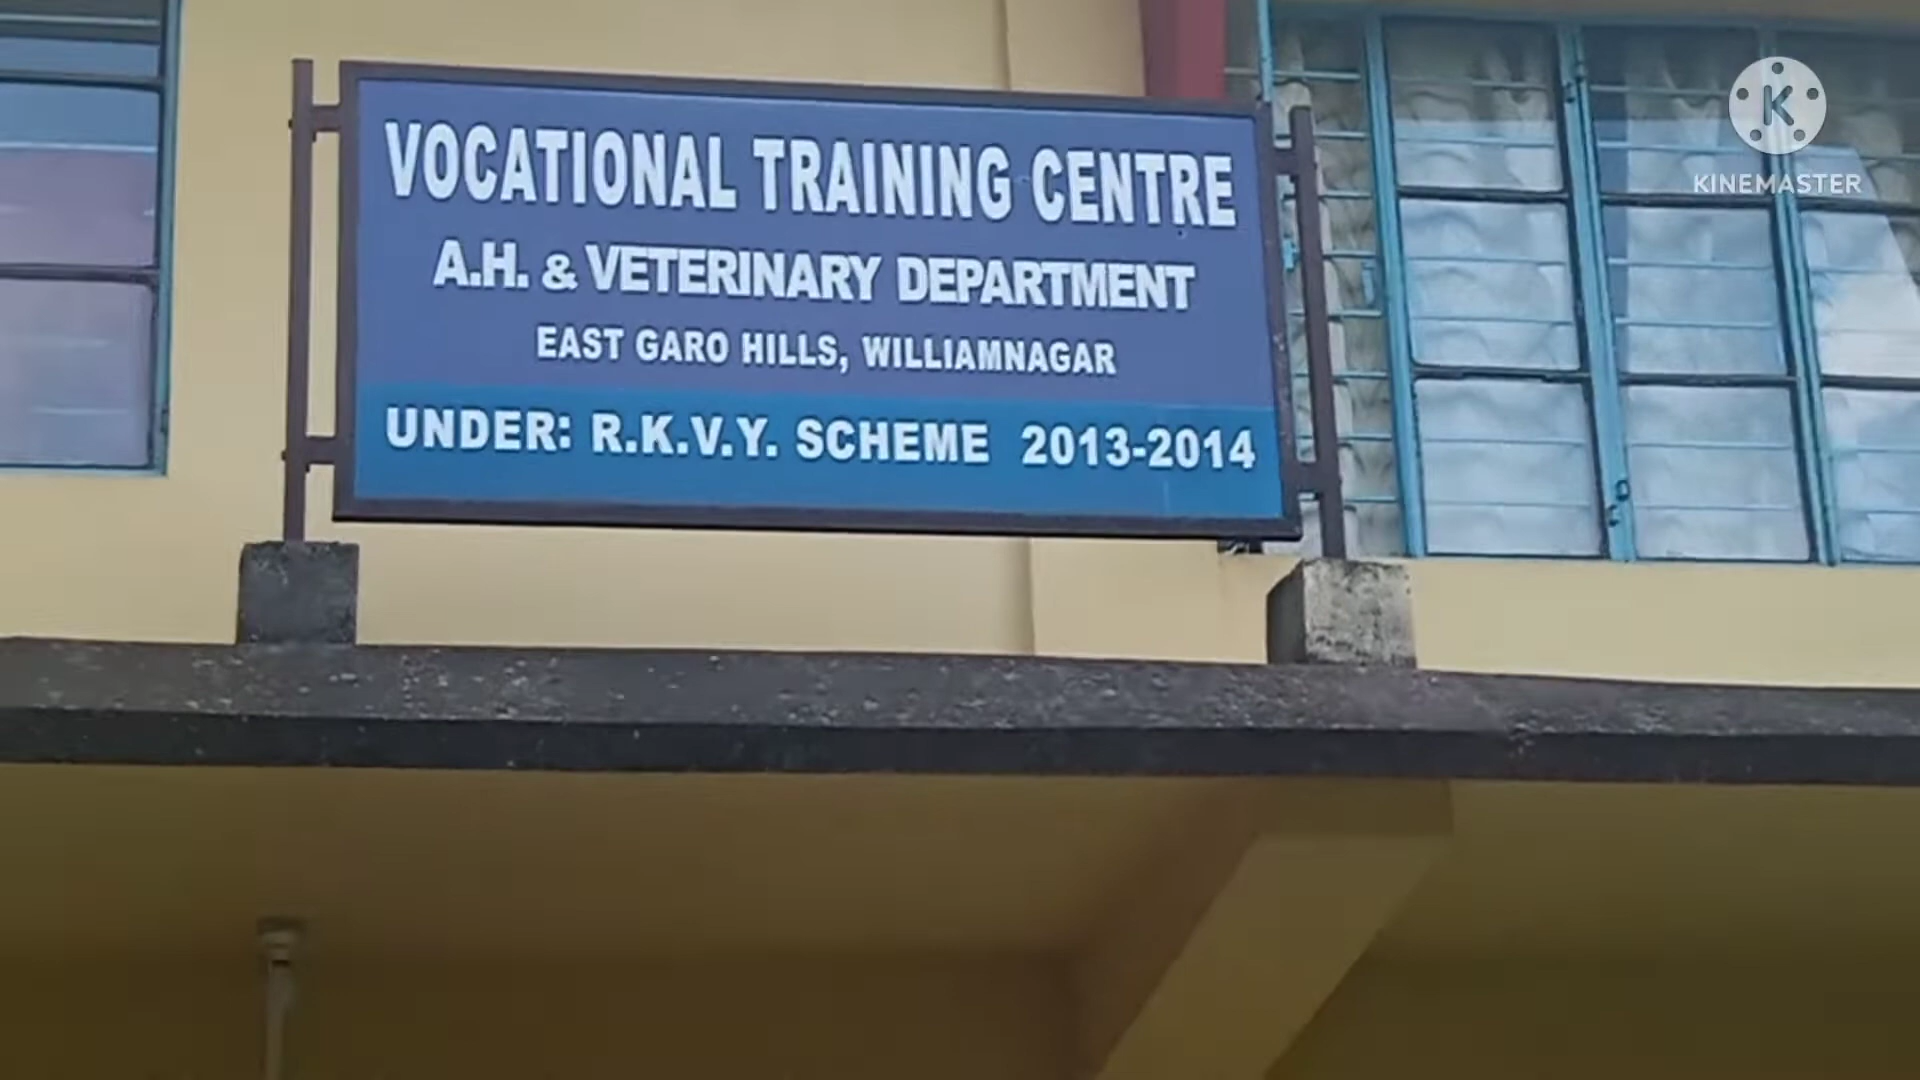 VOCATIONAL TRAINING CENTRE
A.H. & VETERINARY DEPARTMENT
EAST GARO HILLS, WILLIAMNAGAR
UNDER: R.K.V.Y. SCHEME 2013-2014
K
KINEMASTER